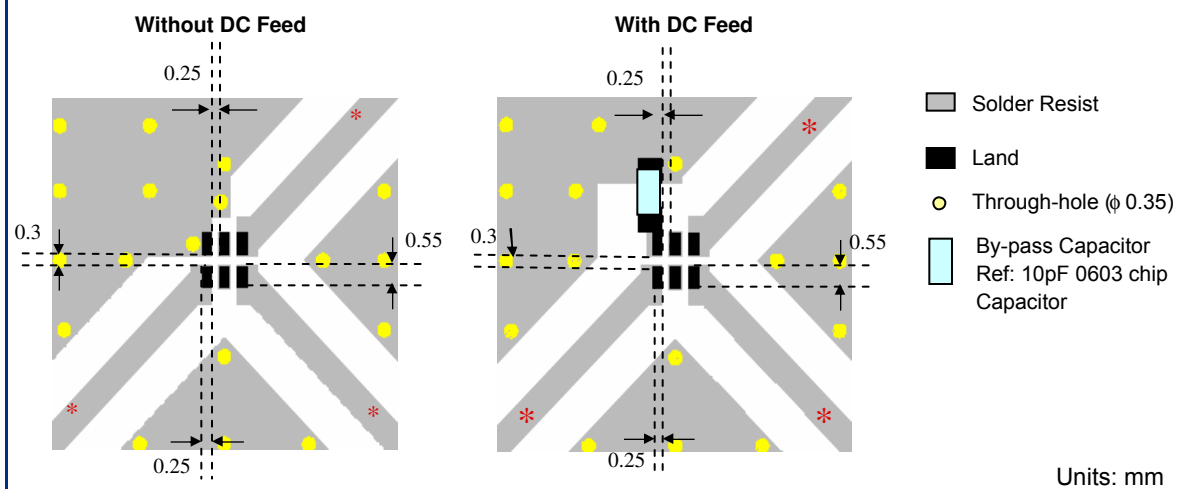 Without DC Feed
With DC Feed
0.25
0.25
*
*
0.3
0.55
0.3
0.55
*
*
*
*
0.25
0.25
Solder Resist
Land
Through-hole (ϕ 0.35)
By-pass Capacitor
Ref: 10pF 0603 chip
Capacitor
Units: mm